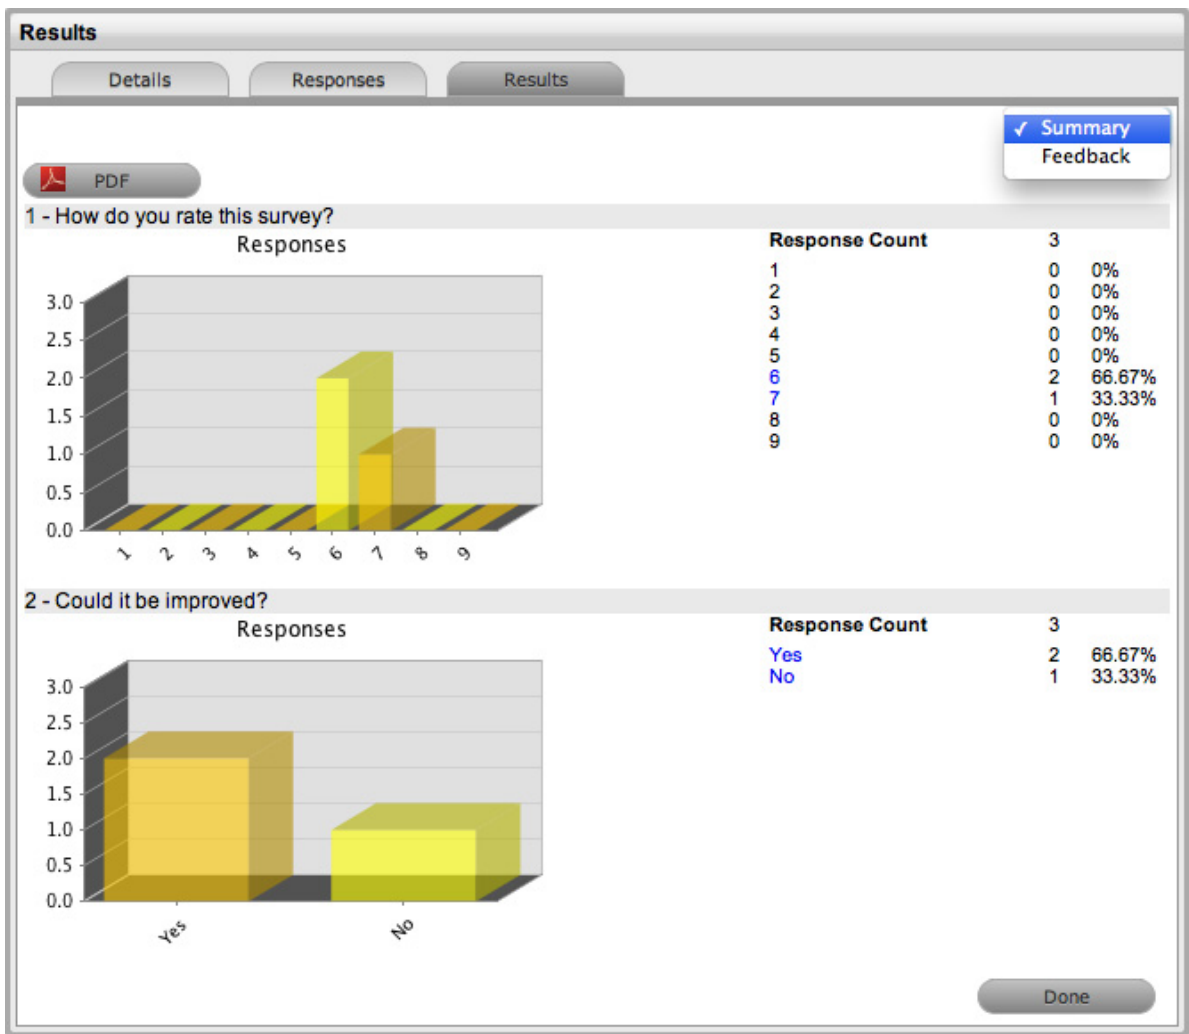 Results
Details Responses Results
✓ Summary
Feedback
PDF
1 - How do you rate this survey?
Responses
3.0
2.5
2.0
1.5
1.0
0.5
0.0
1 2 3 4 5 6 7 8 9
Response Count 3
1 0 0%
2 0 0%
3 0 0%
4 0 0%
5 0 0%
6 2 66.67%
7 1 33.33%
8 0 0%
9 0 0%
2 - Could it be improved?
Responses
3.0
2.5
2.0
1.5
1.0
0.5
0.0
Yes No
Response Count 3
Yes 2 66.67%
No 1 33.33%
Done